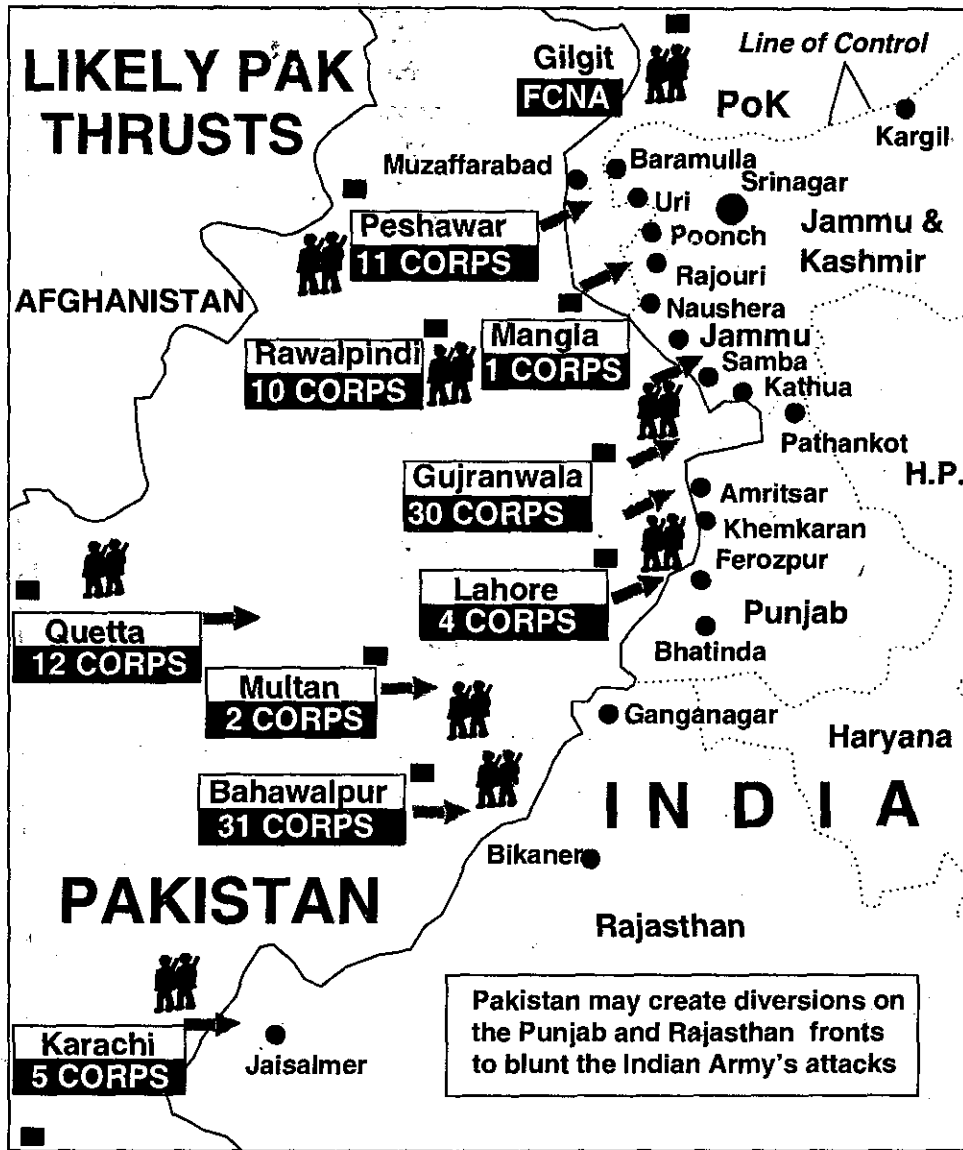 LIKELY PAK
THRUSTS
Gilgit
FCNA
Line of Control
PoK
Kargil
Muzaffarabad
Baramulla
Srinagar
Uri
Peshawar
11 CORPS
Poonch
Jammu &
Kashmir
Rajouri
AFGHANISTAN
Naushera
Rawalpindi
10 CORPS
Mangla
1 CORPS
Jammu
Samba
Kathua
Pathankot
H.P.
Gujranwala
30 CORPS
Amritsar
Khemkaran
Ferozpur
Lahore
4 CORPS
Punjab
Quetta
12 CORPS
Bhatinda
Multan
2 CORPS
Ganganagar
Haryana
Bahawalpur
31 CORPS
INDIA
Bikaner
PAKISTAN
Rajasthan
Karachi
5 CORPS
Jaisalmer
Pakistan may create diversions on
the Punjab and Rajasthan fronts
to blunt the Indian Army's attacks